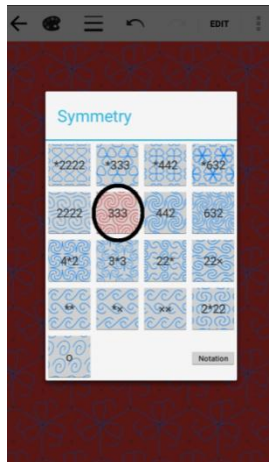 EDIT
Symmetry
*2222 *333 *442 *632
2222 333 442 632
4*2 3*3 22* 22×
** *× ×× 2*22
o
Notation